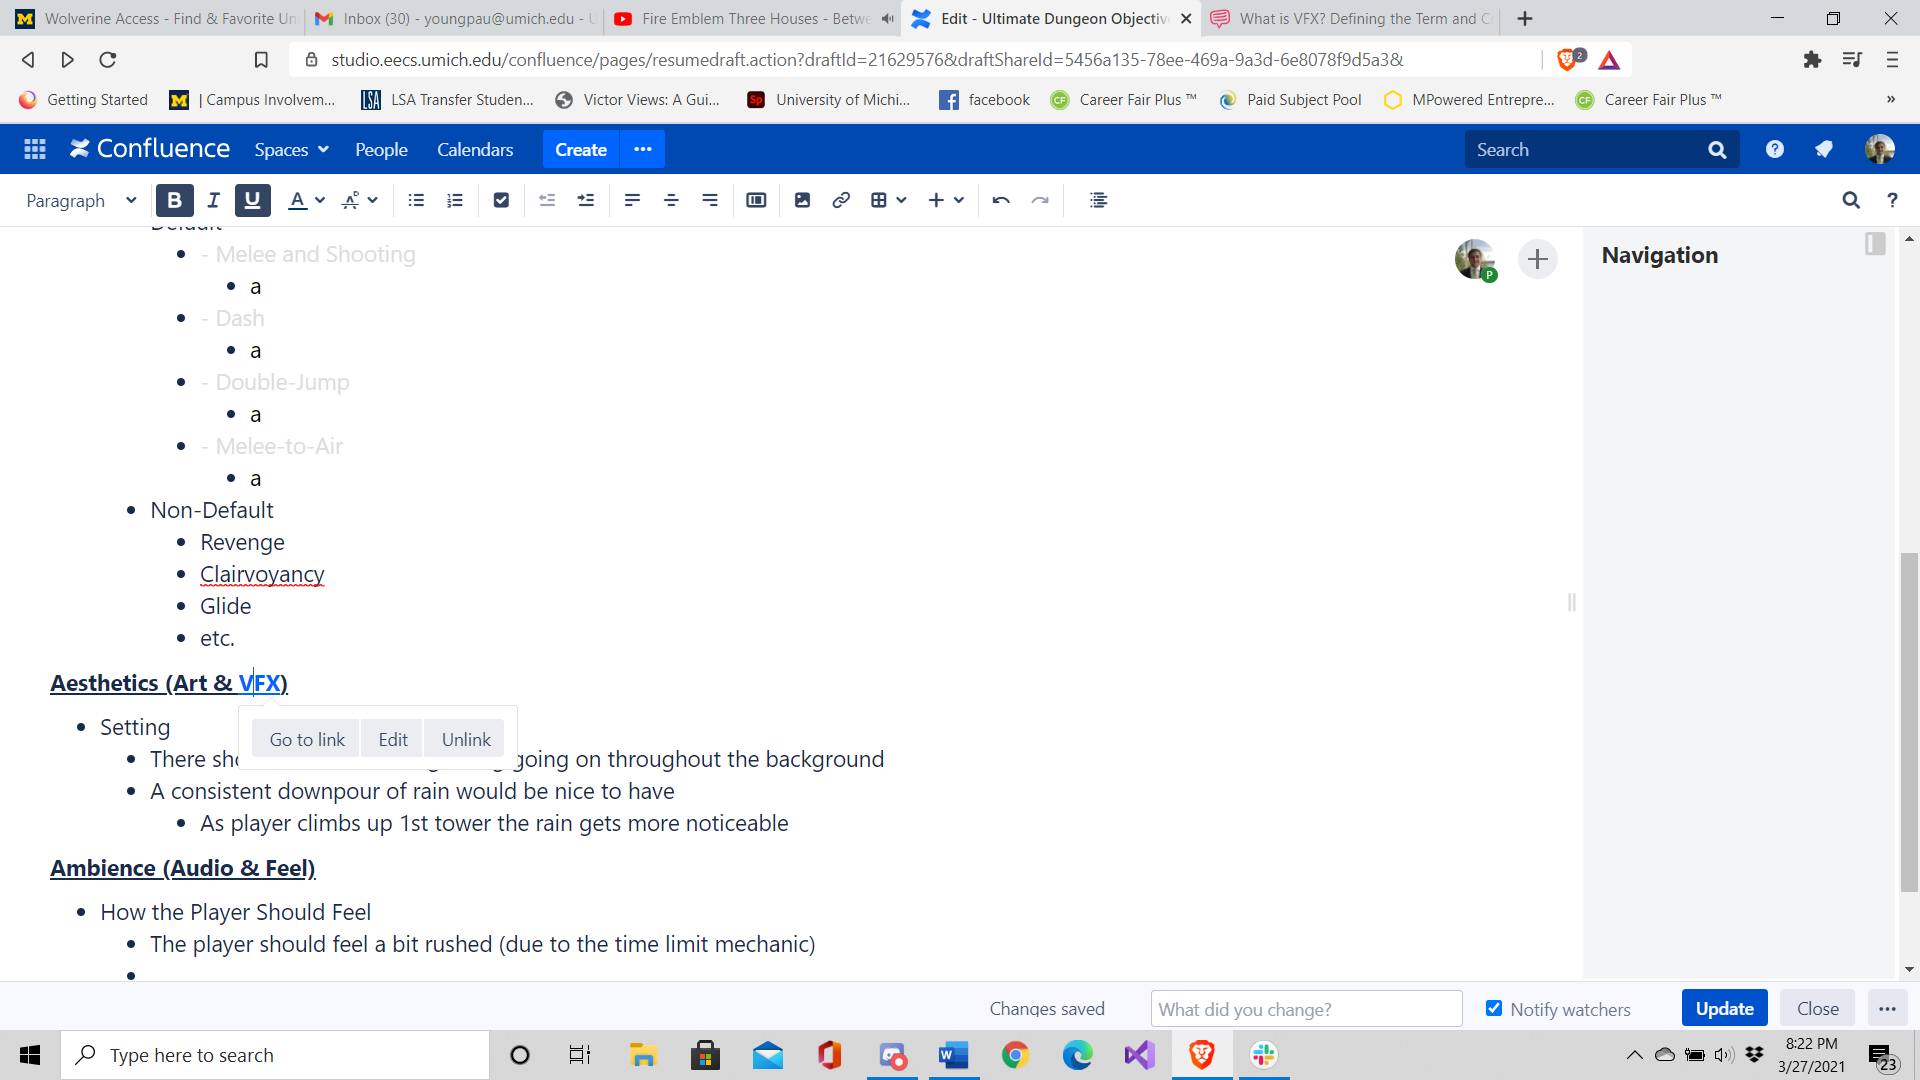 Wolverine Access - Find & Favorite Un
Inbox (30) - youngpau@umich.edu - U
Fire Emblem Three Houses - Betwe
Edit - Ultimate Dungeon Objectiv
What is VFX? Defining the Term and C
studio.eecs.umich.edu/confluence/pages/resumedraft.action?draftId=21629576&draftShareId=5456a135-78ee-469a-9a3d-6e8078f9d5a3&
2
Getting Started
| Campus Involvem...
LSA Transfer Studen...
Victor Views: A Gui...
University of Michi...
facebook
Career Fair Plus ™
Paid Subject Pool
MPowered Entrepre...
Career Fair Plus ™
»
Confluence
Spaces
People
Calendars
Create
Search
Paragraph
B I U A
Default
- Melee and Shooting
a
- Dash
a
- Double-Jump
a
- Melee-to-Air
a
Non-Default
Revenge
Clairvoyancy
Glide
etc.
Aesthetics (Art & VFX)
Setting
Go to link
Edit
Unlink
There sho
going on throughout the background
A consistent downpour of rain would be nice to have
As player climbs up 1st tower the rain gets more noticeable
Ambience (Audio & Feel)
How the Player Should Feel
The player should feel a bit rushed (due to the time limit mechanic)
P
Navigation
Changes saved
What did you change?
Notify watchers
Update
Close
Type here to search
8:22 PM
3/27/2021
23